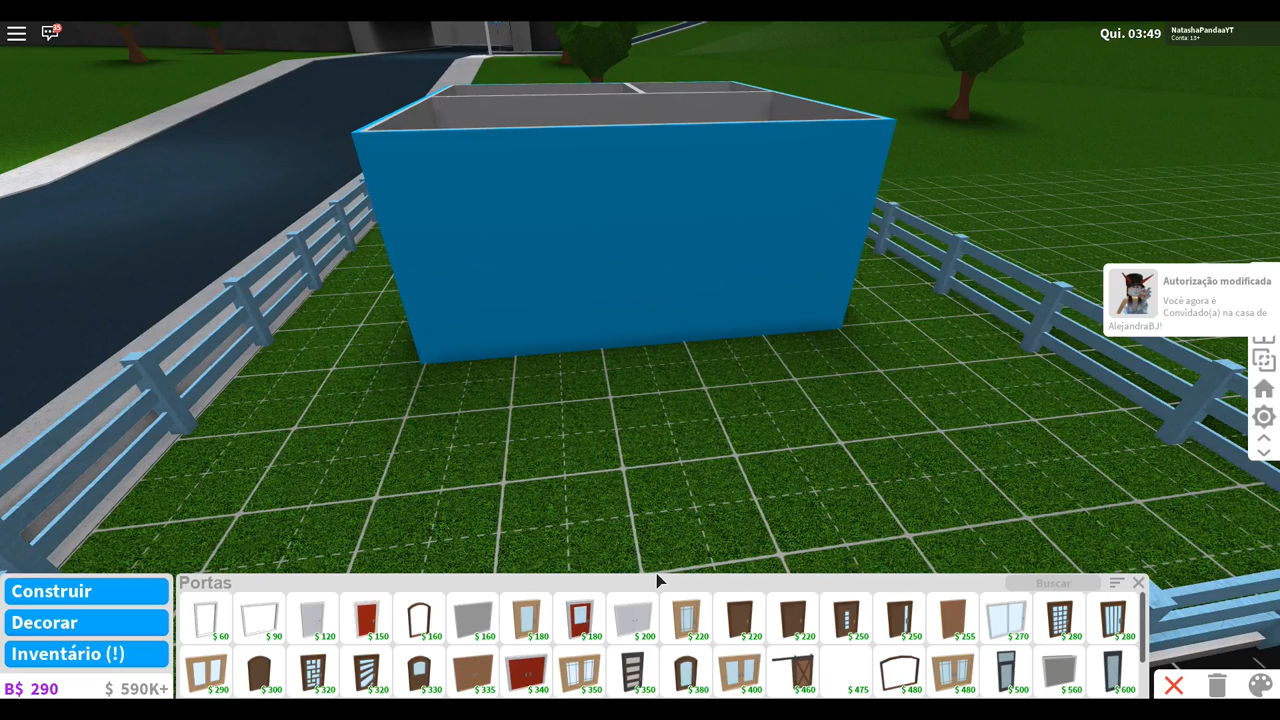 35
Qui. 03:49
NatashaPandaaYT
Conta: 13+
Autorização modificada
Você agora é
Convidado(a) na casa de
AlejandraBJ!
Construir
Decorar
Inventário (!)
B$ 290
$ 590K+
Portas
Buscar
$ 60
$ 90
$ 120
$ 150
$ 160
$ 160
$ 180
$ 180
$ 200
$ 220
$ 220
$ 220
$ 250
$ 250
$ 255
$ 270
$ 280
$ 280
$ 290
$ 300
$ 320
$ 320
$ 330
$ 335
$ 340
$ 350
$ 350
$ 380
$ 400
$ 460
$ 475
$ 480
$ 480
$ 500
$ 560
$ 600